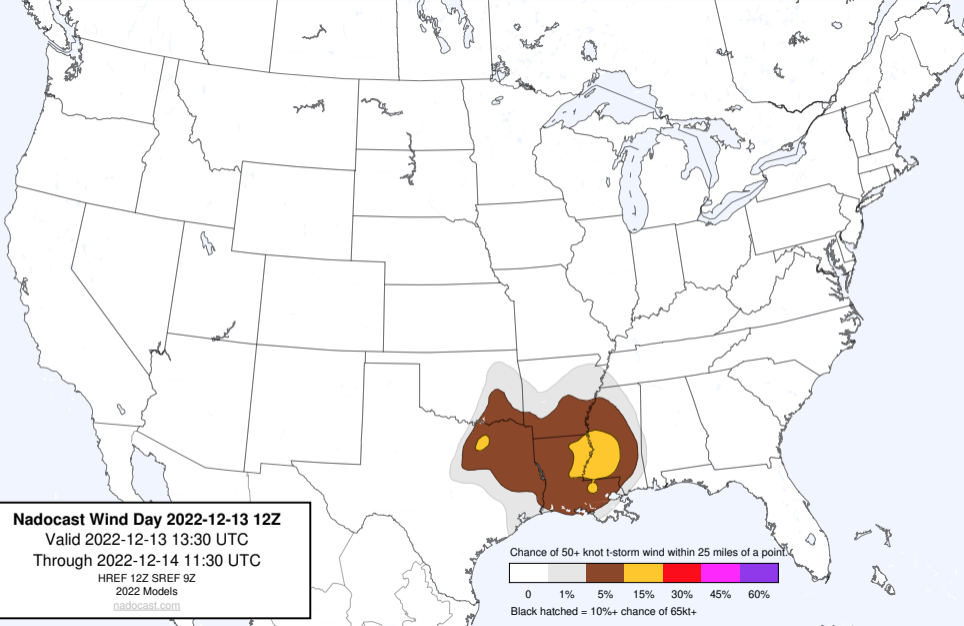 Nadocast Wind Day 2022-12-13 12Z
Valid 2022-12-13 13:30 UTC
Through 2022-12-14 11:30 UTC
HREF 12Z SREF 9Z
2022 Models
nadocast.com
Chance of 50+ knot t-storm wind within 25 miles of a point.
0 1% 5% 15% 30% 45% 60%
Black hatched = 10%+ chance of 65kt+